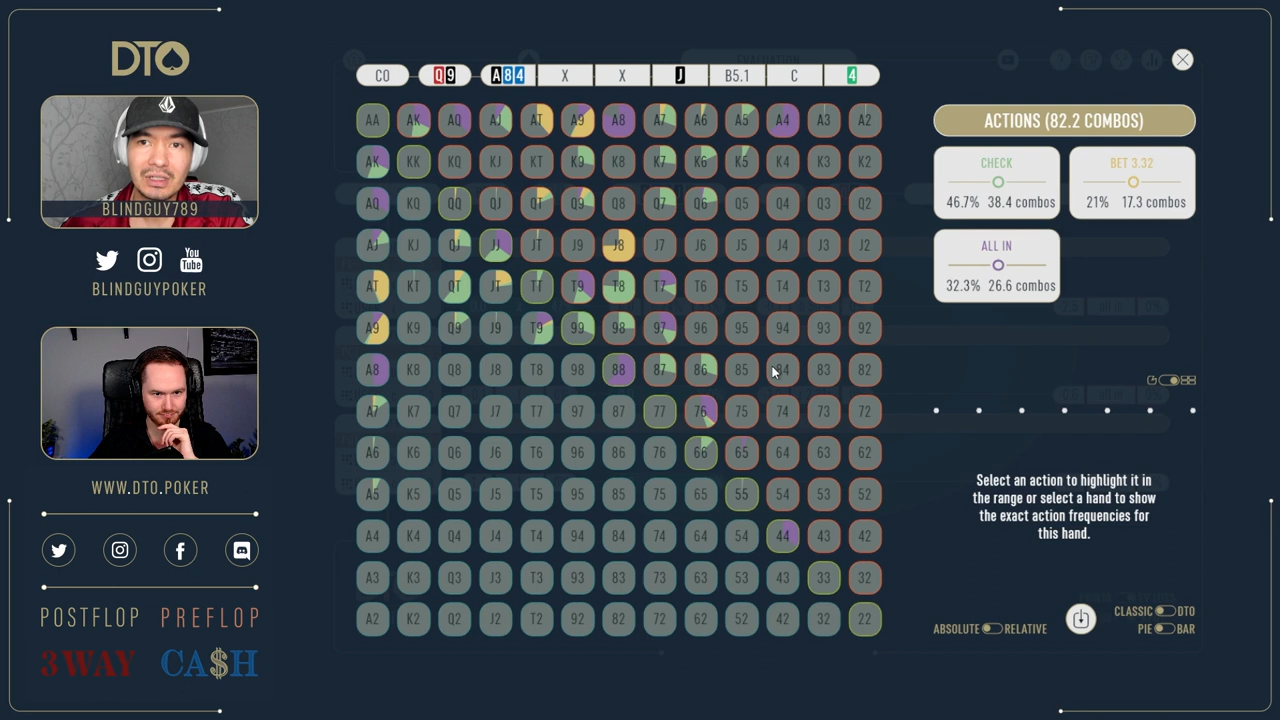 DTO
BLINDGUY789
BLINDGUYPOKER
You Tube
WWW.DTO.POKER
POSTFLOP PREFLOP
3WAY CA$H
CO Q 9 A 8 4 X X J B5.1 C 4
AA AK AQ AJ AT A9 A8 A7 A6 A5 A4 A3 A2
AK KK KQ KJ KT K9 K8 K7 K6 K5 K4 K3 K2
AQ KQ QQ QJ QT Q9 Q8 Q7 Q6 Q5 Q4 Q3 Q2
AJ KJ QJ JJ JT J9 J8 J7 J6 J5 J4 J3 J2
AT KT QT JT TT T9 T8 T7 T6 T5 T4 T3 T2
A9 K9 Q9 J9 T9 99 98 97 96 95 94 93 92
A8 K8 Q8 J8 T8 98 88 87 86 85 84 83 82
A7 K7 Q7 J7 T7 97 87 77 76 75 74 73 72
A6 K6 Q6 J6 T6 96 86 76 66 65 64 63 62
A5 K5 Q5 J5 T5 95 85 75 65 55 54 53 52
A4 K4 Q4 J4 T4 94 84 74 64 54 44 43 42
A3 K3 Q3 J3 T3 93 83 73 63 53 43 33 32
A2 K2 Q2 J2 T2 92 82 72 62 52 42 32 22
ACTIONS (82.2 COMBOS)
CHECK
46.7% 38.4 combos
BET 3.32
21% 17.3 combos
ALL IN
32.3% 26.6 combos
Select an action to highlight it in
the range or select a hand to show
the exact action frequencies for
this hand.
ABSOLUTE RELATIVE
CLASSIC DTO
PIE BAR